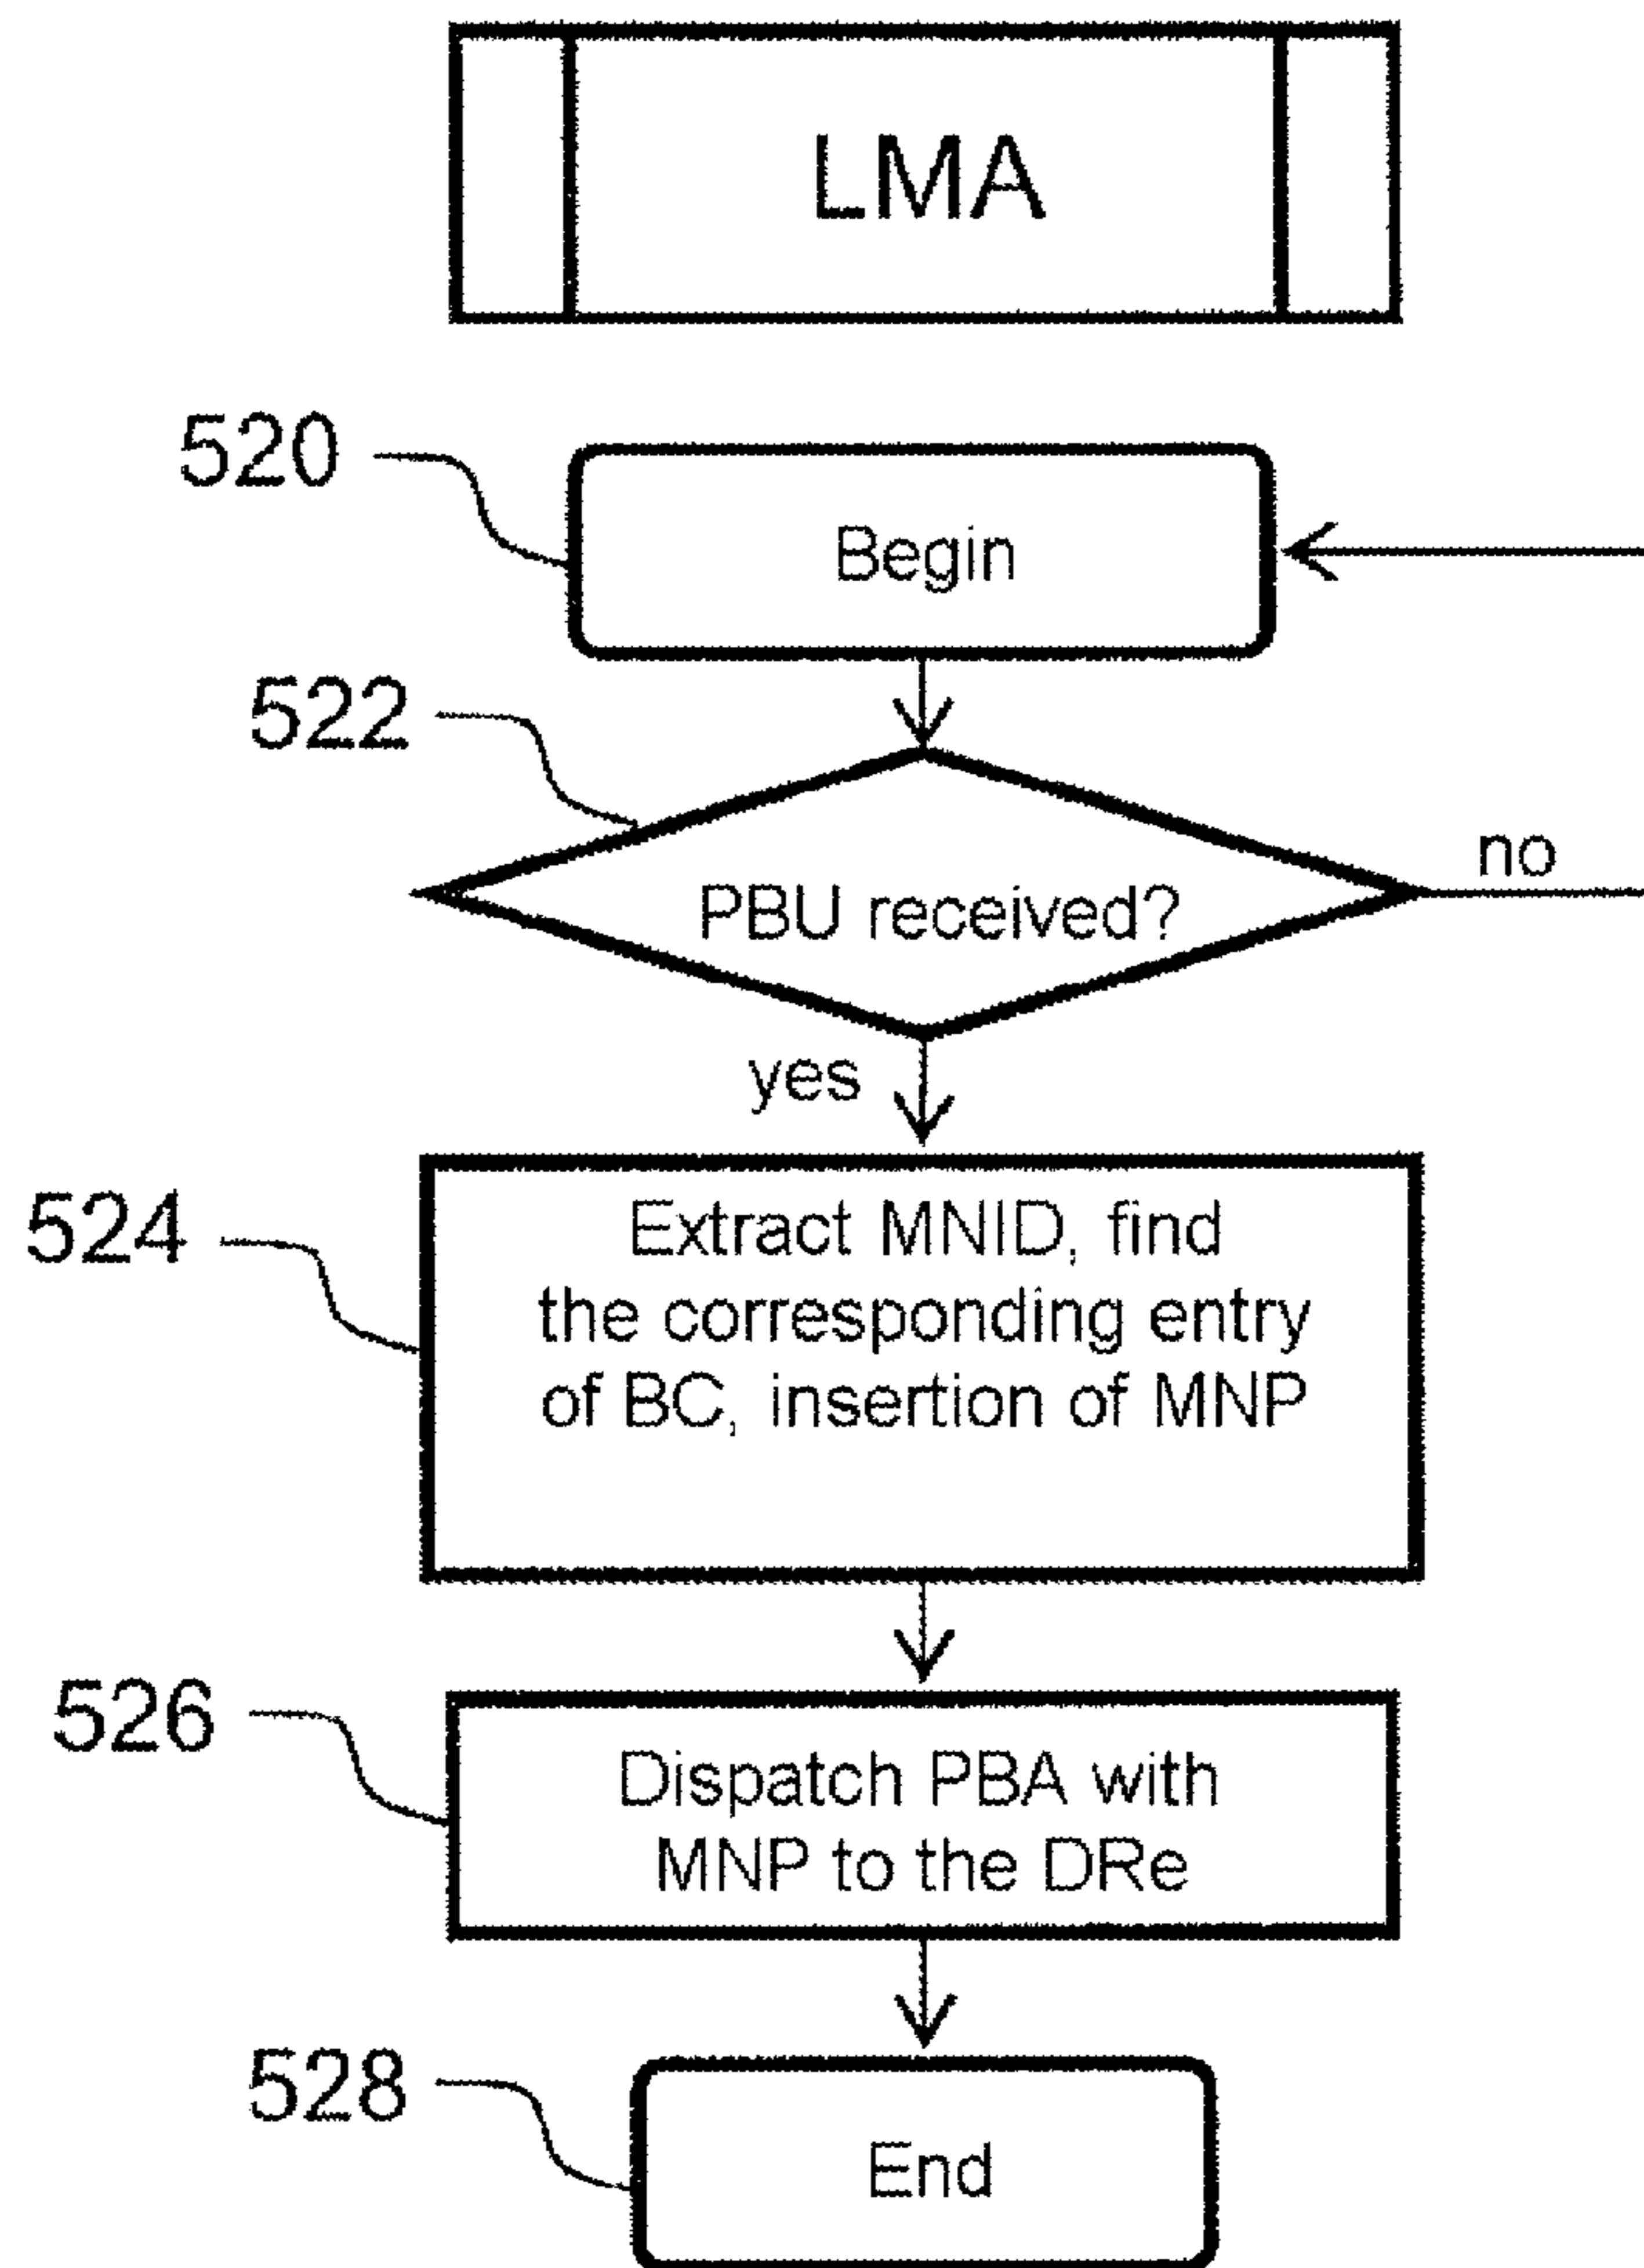 LMA
520
Begin
522
PBU received?
no
yes
524
Extract MNID, find
the corresponding entry
of BC, insertion of MNP
526
Dispatch PBA with
MNP to the DRe
528
End